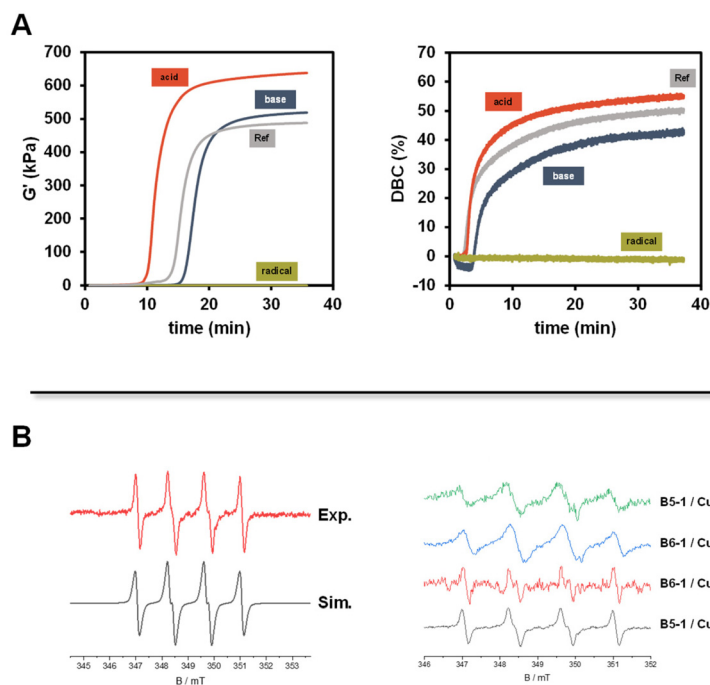 A
G' (kPa)
700
600
500
400
300
200
100
0
0
10
20
30
40
time (min)
acid
base
Ref
radical
DBC (%)
70
60
50
40
30
20
10
0
-10
0
10
20
30
40
time (min)
acid
Ref
base
radical
B
Exp.
Sim.
345
346
347
348
349
350
351
352
353
B / mT
B5-1 / Cu
B6-1 / Cu
B6-1 / Cu
B5-1 / Cu
346
347
348
349
350
351
352
B / mT